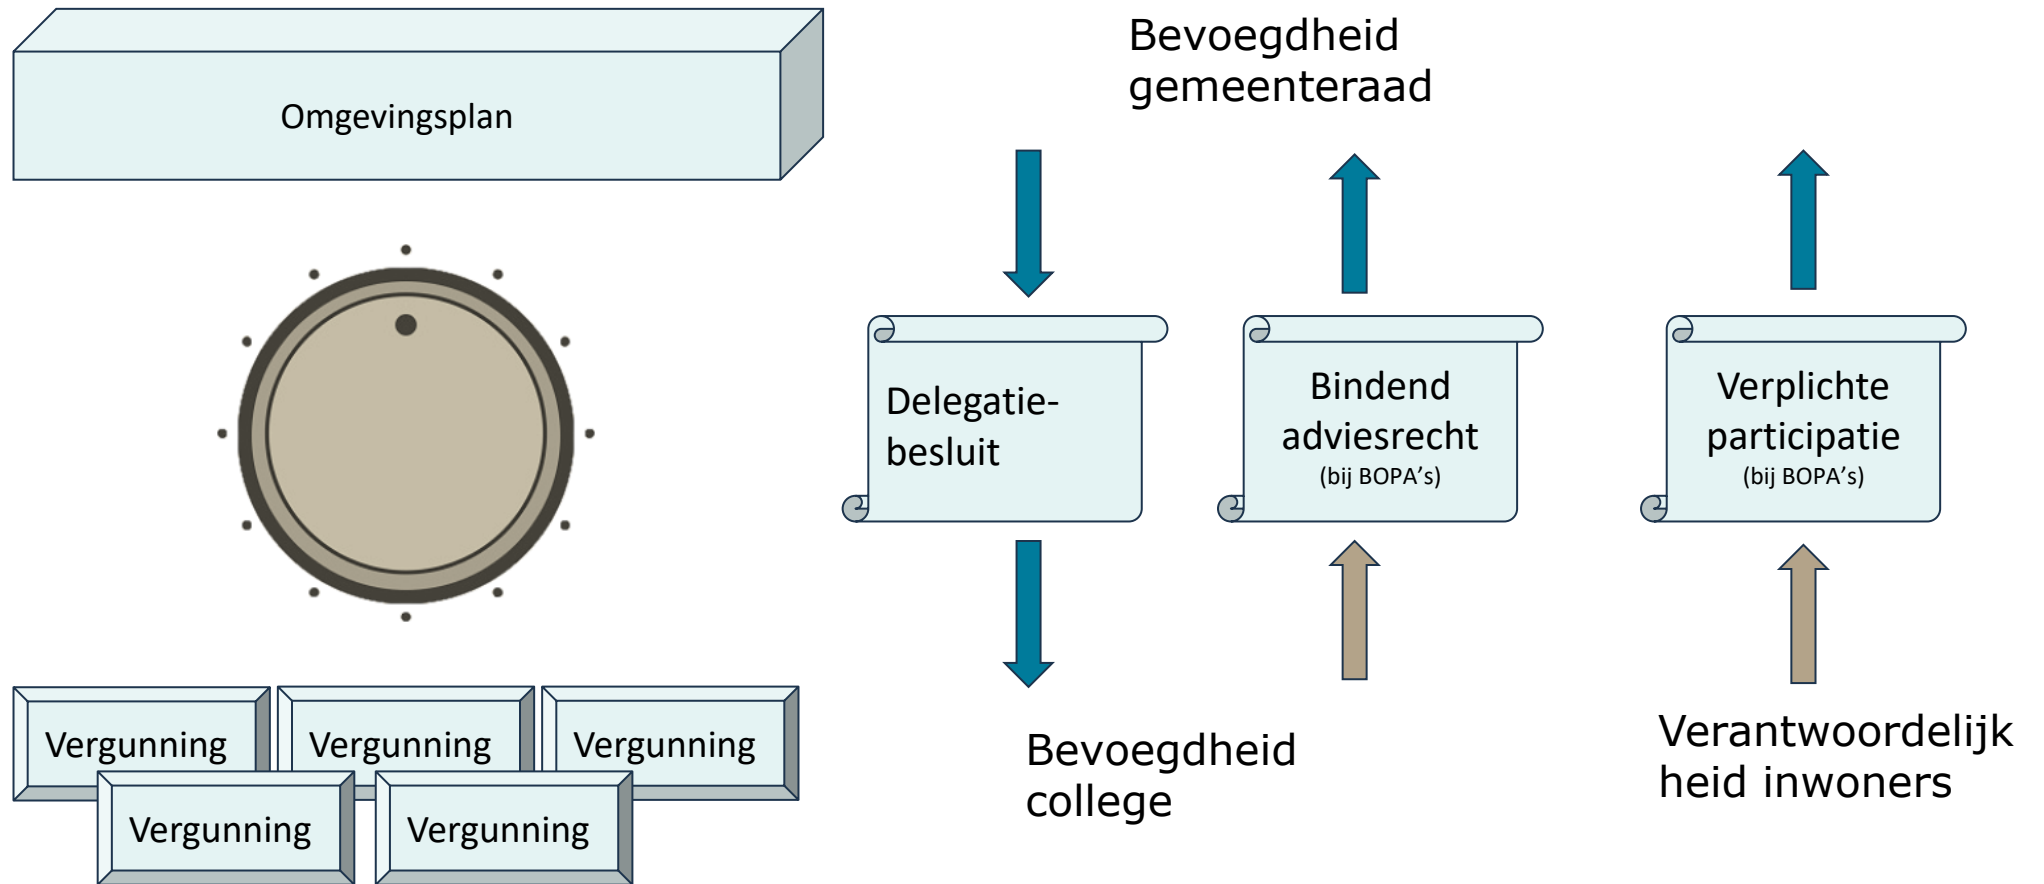 Omgevingsplan
Bevoegdheid
gemeenteraad
Delegatie-
besluit
Bindend
adviesrecht
(bij BOPA's)
Verplichte
participatie
(bij BOPA's)
Vergunning
Vergunning
Vergunning
Vergunning
Vergunning
Bevoegdheid
college
Verantwoordelijk
heid inwoners